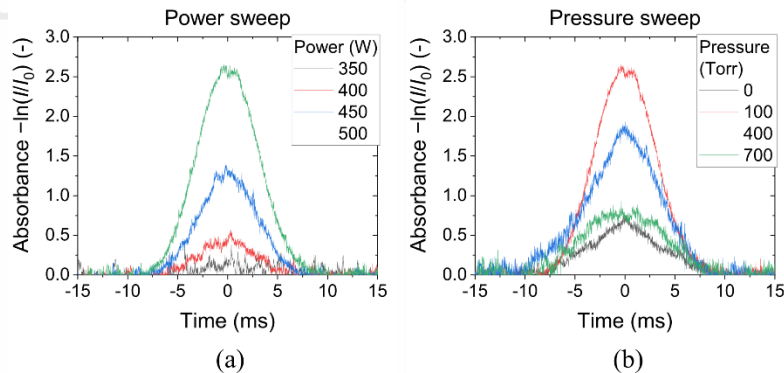 Power sweep
Absorbance −ln(I/I0) (-)
3.0
2.5
2.0
1.5
1.0
0.5
0.0
Power (W)
350
400
450
500
-15 -10 -5 0 5 10 15
Time (ms)
(a)
Pressure sweep
Absorbance −ln(I/I0) (-)
3.0
2.5
2.0
1.5
1.0
0.5
0.0
Pressure
(Torr)
0
100
400
700
-15 -10 -5 0 5 10 15
Time (ms)
(b)